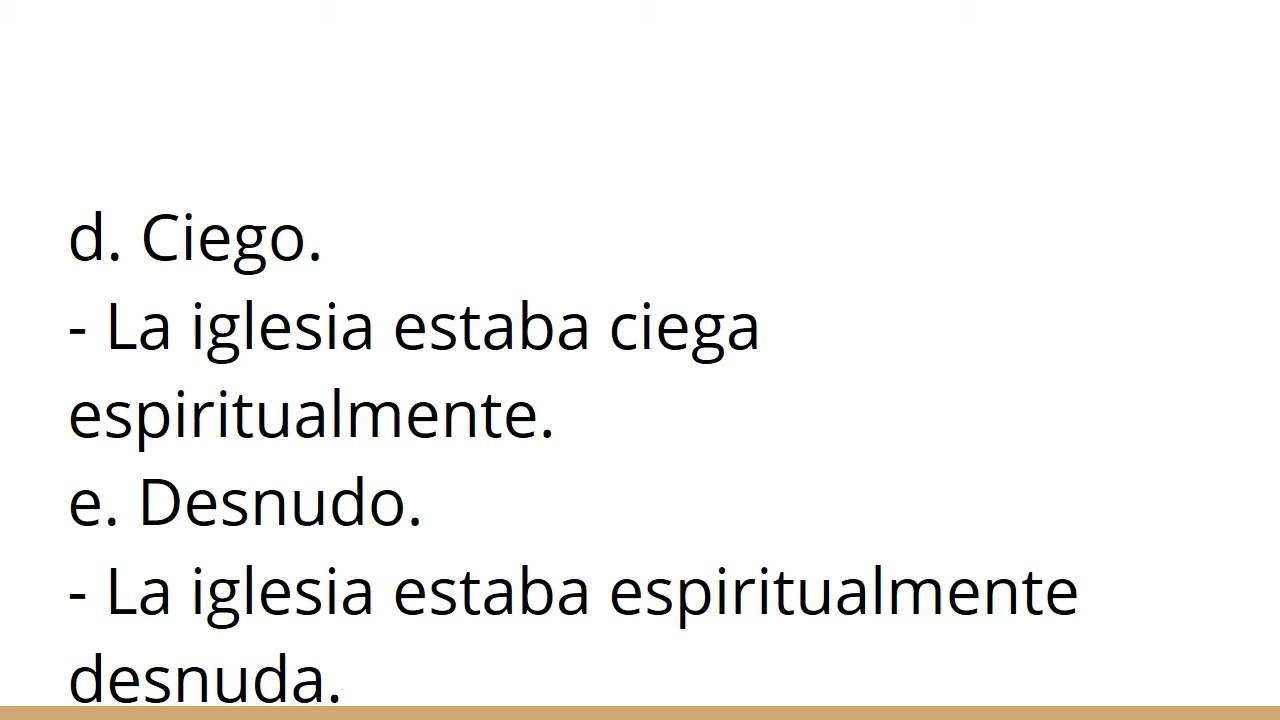 d. Ciego.
- La iglesia estaba ciega
espiritualmente.
e. Desnudo.
- La iglesia estaba espiritualmente
desnuda.